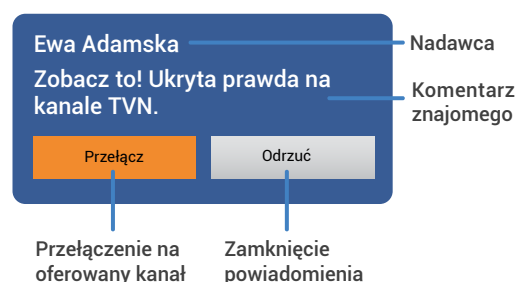 Ewa Adamska
Nadawca
Zobacz to! Ukryta prawda na
kanale TVN.
Komentarz
znajomego
Przełącz
Odrzuć
Przełączenie na
oferowany kanał
Zamknięcie
powiadomienia